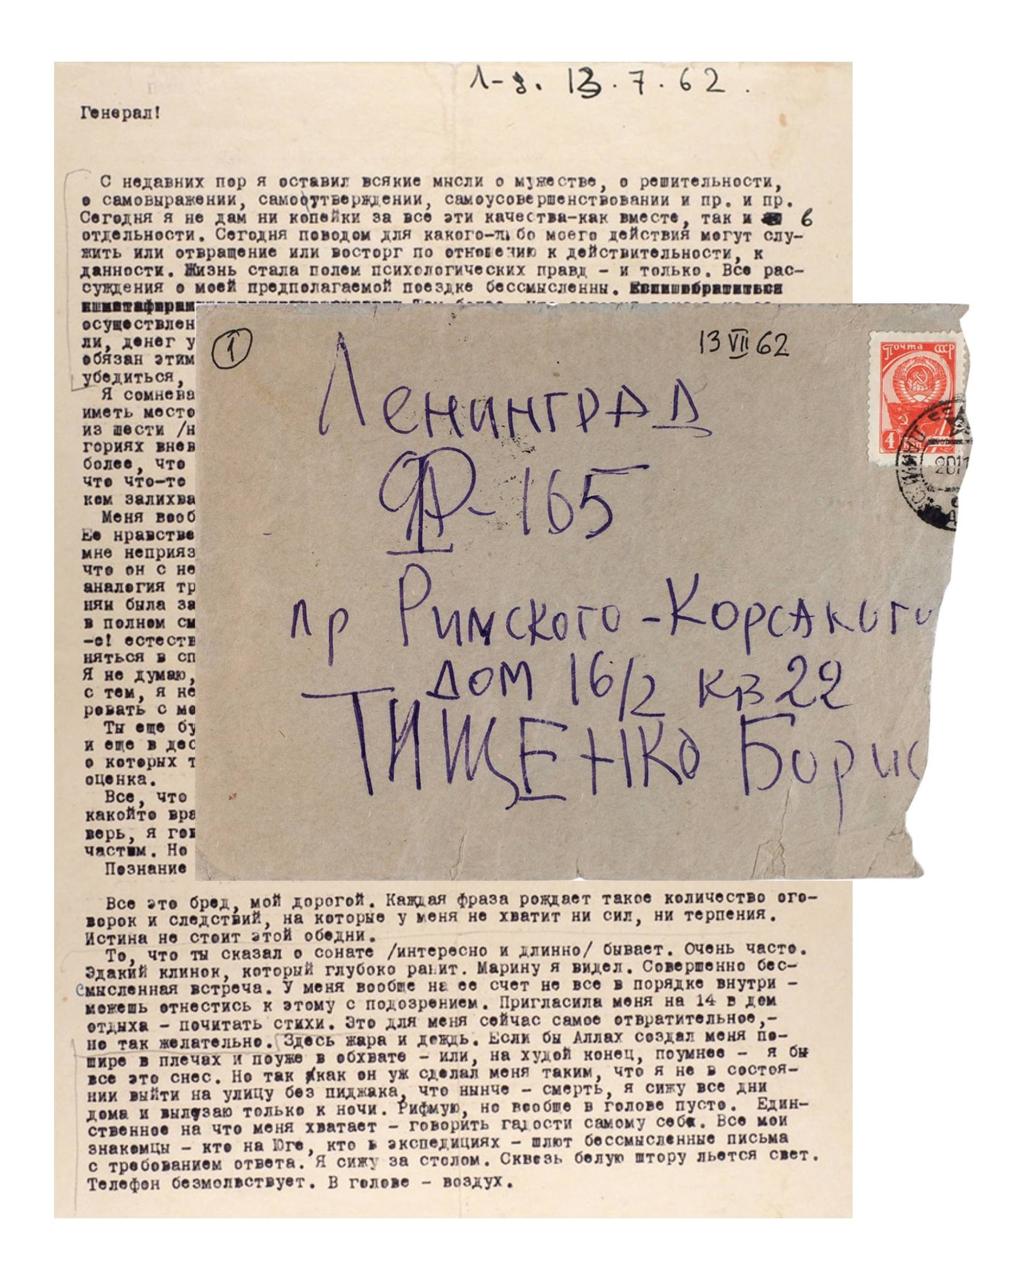 Л-д. 13.7.62.
Генерал!
С недавних пор я оставил всякие мысли о мужестве, о решительности,
о самовыражении, самоутверждении, самоусовершенствовании и пр. и пр.
Сегодня я не дам ни копейки за все эти качества-как вместе, так и в
отдельности. Сегодня поводом для какого-либо моего действия могут слу-
жить или отвращение или восторг по отношению к действительности, к
данности. Жизнь стала полем психологических правд - и только. Все рас-
суждения о моей предполагаемой поездке бессмысленны.
осуществлен
ли, денег у
обязан этим
убедиться,
Я сомнева
иметь место
из шести /н
гориях внев
более, что
что что-то
ком залихва
Меня вооб
Ее нравстве
мне неприяз
что он с не
аналогия тр
нян была за
в полном см
-о! естеств
няться в сп
Я не думаю,
с тем, я не
ровать с мо
Ты еще бу
и еще в дес
о которых т
оценка.
Все, что
какойто вра
верь, я гов
частям. Но
Познание
1
13 VII 62
Почта СССР
4 коп
Ленинград
Ф-165
пр Римского-Корсакого
дом 16/2 кв 22
Тищенко Борис
Все это бред, мой дорогой. Каждая фраза рождает такое количество ого-
ворок и следствий, на которые у меня не хватит ни сил, ни терпения.
Истина не стоит этой обедни.
То, что ты сказал о сонате /интересно и длинно/ бывает. Очень часто.
Эдакий клинок, который глубоко ранит. Марину я видел. Совершенно бес-
смысленная встреча. У меня вообще на ее счет не все в порядке внутри -
можешь отнестись к этому с подозрением. Пригласила меня на 14 в дом
отдыха - почитать стихи. Это для меня сейчас самое отвратительное,-
но так желательно. Здесь жара и дождь. Если бы Аллах создал меня по-
шире в плечах и поуже в обхвате - или, на худой конец, поумнее - я бы
все это снес. Но так как он уж сделал меня таким, что я не в состоя-
нии выйти на улицу без пиджака, что нынче - смерть, я сижу все дни
дома и вылезаю только к ночи. Рифмую, но вообще в голове пусто. Един-
ственное на что меня хватает - говорить гадости самому себе. Все мои
знакомцы - кто на Юге, кто в экспедициях - шлют бессмысленные письма
с требованием ответа. Я сижу за столом. Сквозь белую штору льется свет.
Телефон безмолвствует. В голове - воздух.